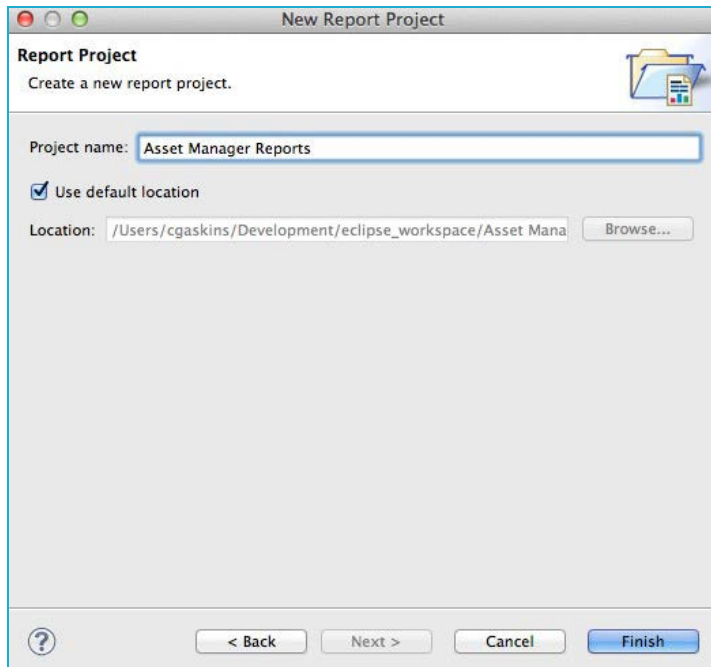 New Report Project
Report Project
Create a new report project.
Project name: Asset Manager Reports
Use default location
Location: /Users/cgaskins/Development/eclipse_workspace/Asset Mana Browse...
? < Back Next > Cancel Finish